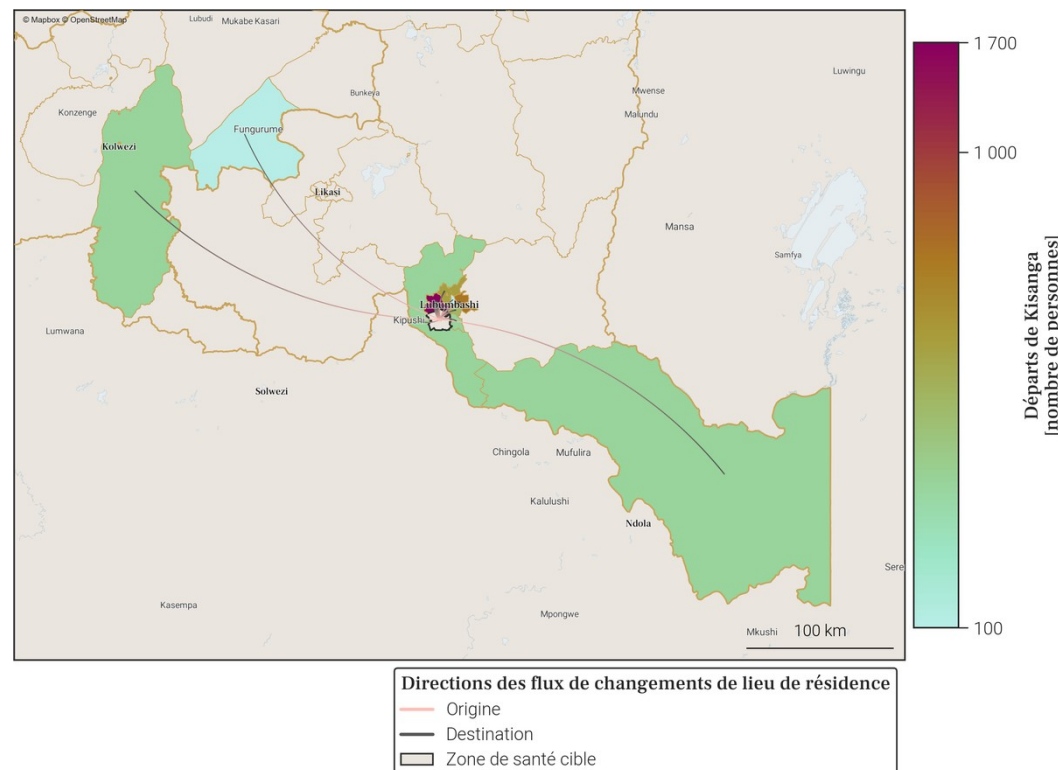 © Mapbox © OpenStreetMap
Lubudi
Mukabe Kasari
Luwingu
Bunkeya
Mwense
Konzenge
Malundu
Fungurume
Kolwezi
Likasi
Mansa
Samfya
Lubumbashi
Kipushi
Lumwana
Solwezi
Chingola
Mufulira
Kalulushi
Ndola
Sere
Kasempa
Mpongwe
Mkushi
100 km
1 700
1 000
100
Départs de Kisanga
[nombre de personnes]
Directions des flux de changements de lieu de résidence
Origine
Destination
Zone de santé cible